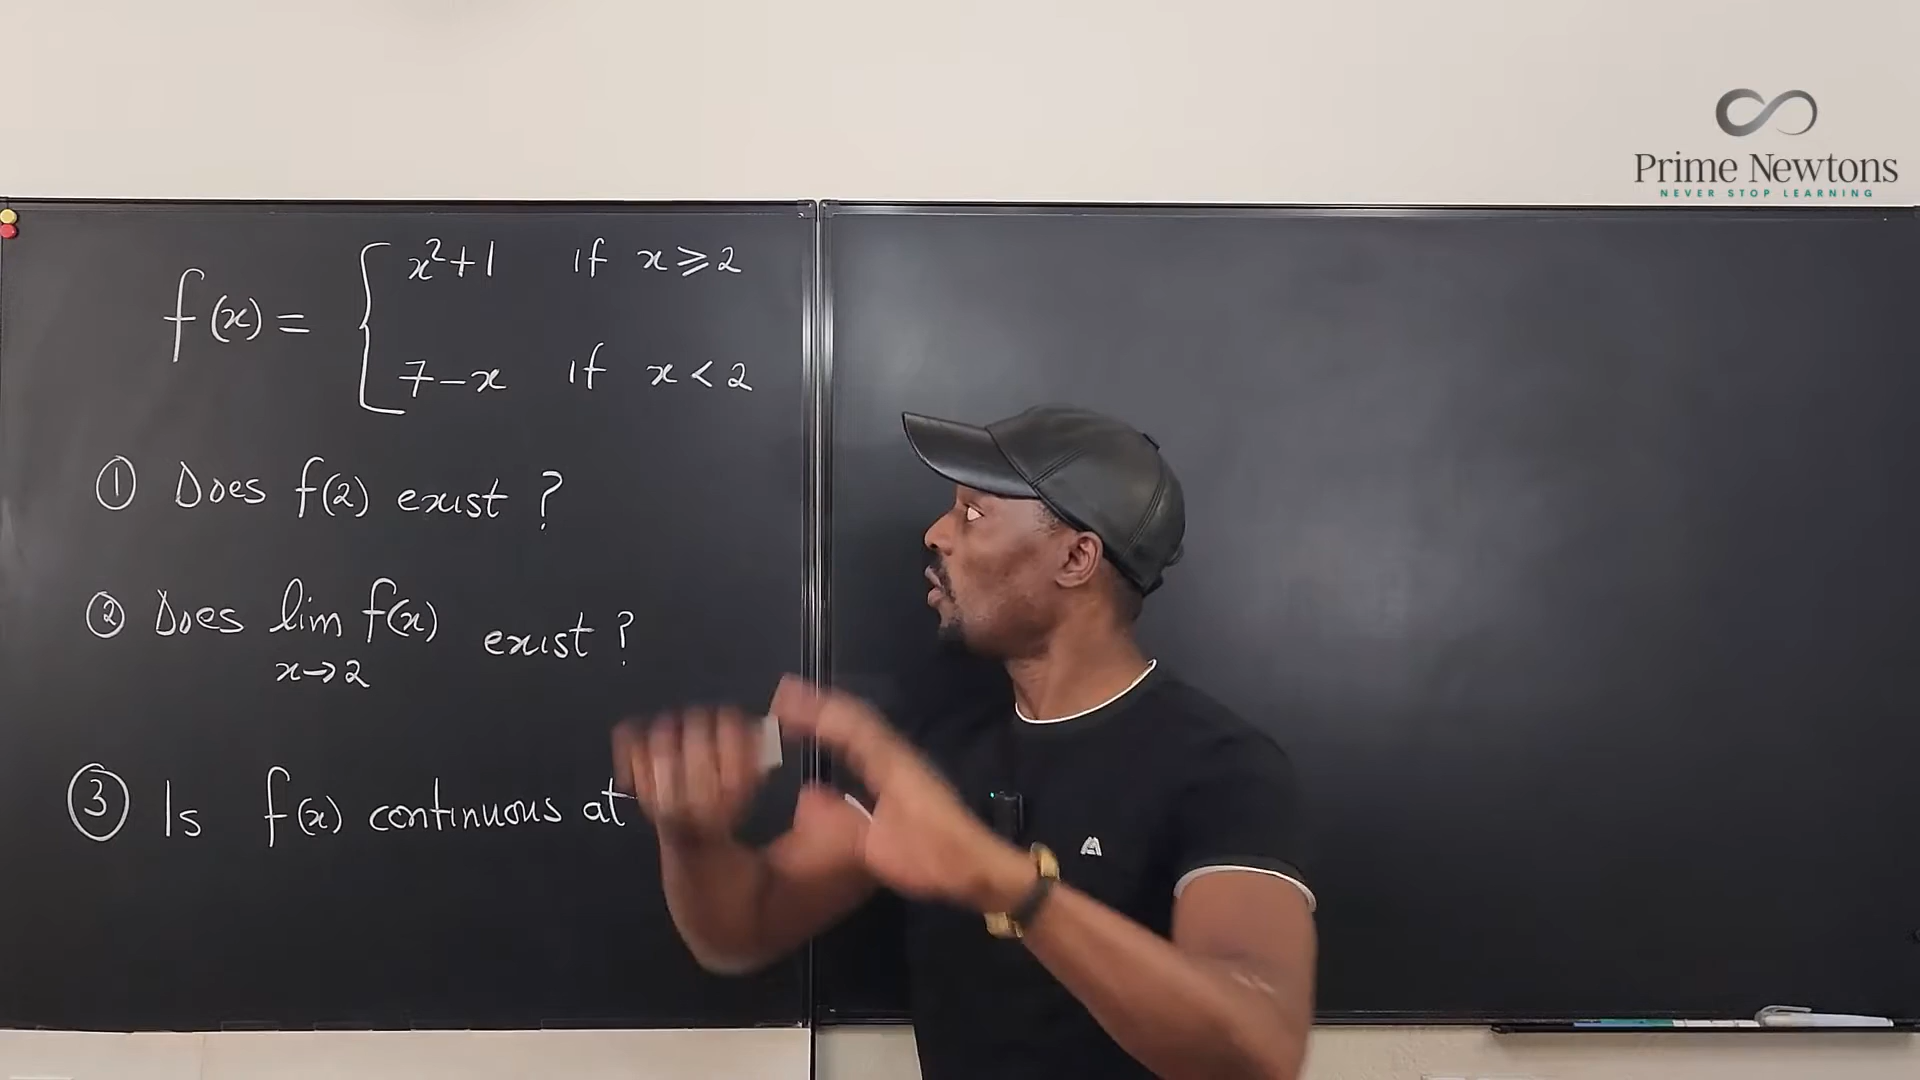 Prime Newtons
NEVER STOP LEARNING
f(x) = { x²+1 if x ⩾ 2
7-x if x < 2
① Does f(2) exist ?
② Does lim f(x) exist ?
x→2
③ Is f(x) continuous at